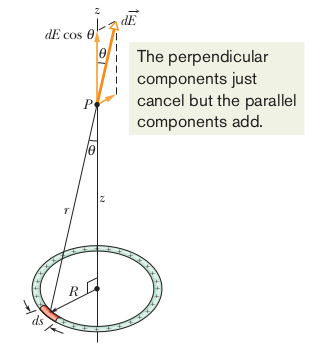 z
dE⃗
dE cos θ
θ
The perpendicular
components just
cancel but the parallel
components add.
P
θ
z
r
R
ds